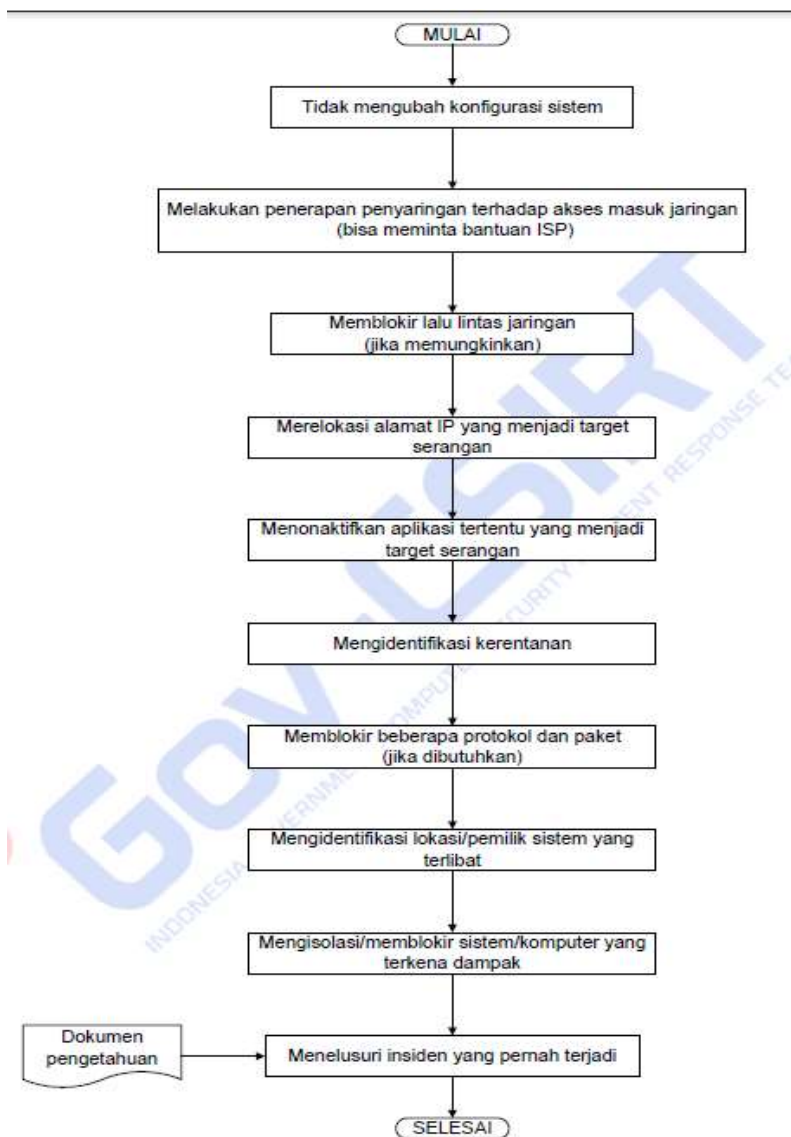 MULAI
Tidak mengubah konfigurasi sistem
Melakukan penerapan penyaringan terhadap akses masuk jaringan
(bisa meminta bantuan ISP)
Memblokir lalu lintas jaringan
(jika memungkinkan)
Merelokasi alamat IP yang menjadi target
serangan
Menonaktifkan aplikasi tertentu yang menjadi
target serangan
Mengidentifikasi kerentanan
Memblokir beberapa protokol dan paket
(jika dibutuhkan)
Mengidentifikasi lokasi/pemilik sistem yang
terlibat
Mengisolasi/memblokir sistem/komputer yang
terkena dampak
Dokumen
pengetahuan
Menelusuri insiden yang pernah terjadi
SELESAI
GOV-CSIRT
INDONESIA GOVERNMENT COMPUTER SECURITY INCIDENT RESPONSE TEA